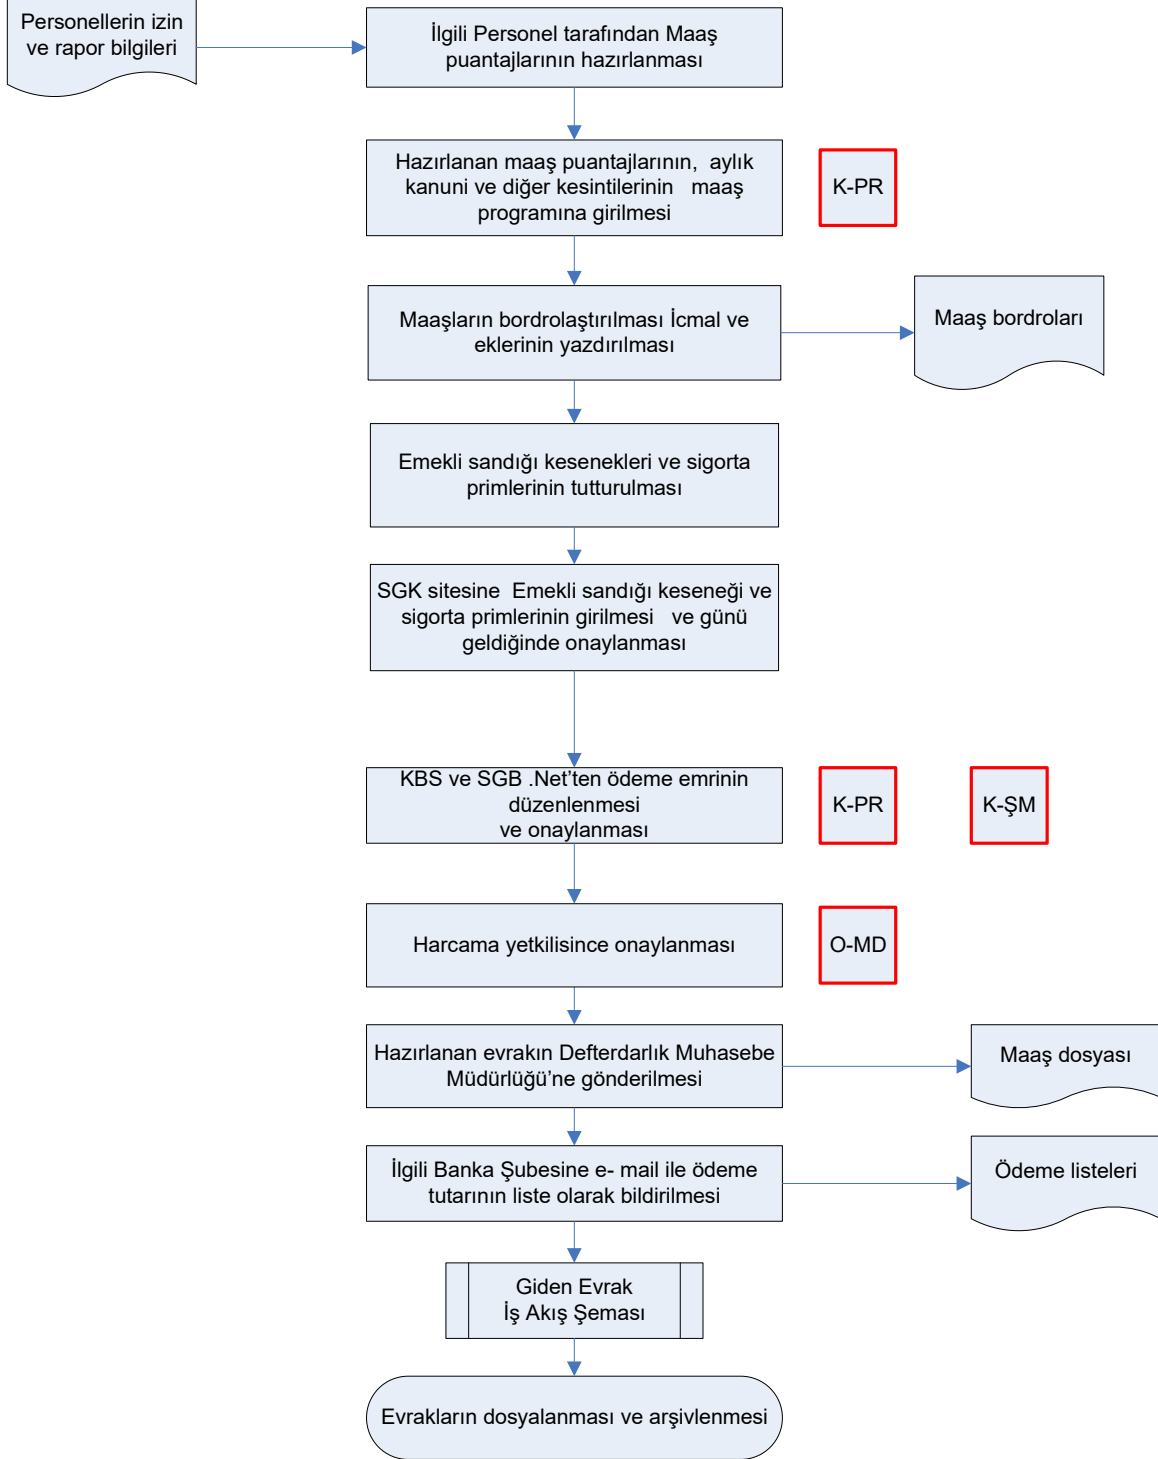 Personellerin izin
ve rapor bilgileri
İlgili Personel tarafından Maaş
puantajlarının hazırlanması
Hazırlanan maaş puantajlarının, aylık
kanuni ve diğer kesintilerinin maaş
programına girilmesi
K-PR
Maaşların bordrolaştırılması İcmal ve
eklerinin yazdırılması
Maaş bordroları
Emekli sandığı kesenekleri ve sigorta
primlerinin tutturulması
SGK sitesine Emekli sandığı keseneği ve
sigorta primlerinin girilmesi ve günü
geldiğinde onaylanması
KBS ve SGB .Net’ten ödeme emrinin
düzenlenmesi
ve onaylanması
K-PR
K-ŞM
Harcama yetkilisince onaylanması
O-MD
Hazırlanan evrakın Defterdarlık Muhasebe
Müdürlüğü’ne gönderilmesi
Maaş dosyası
İlgili Banka Şubesine e- mail ile ödeme
tutarının liste olarak bildirilmesi
Ödeme listeleri
Giden Evrak
İş Akış Şeması
Evrakların dosyalanması ve arşivlenmesi